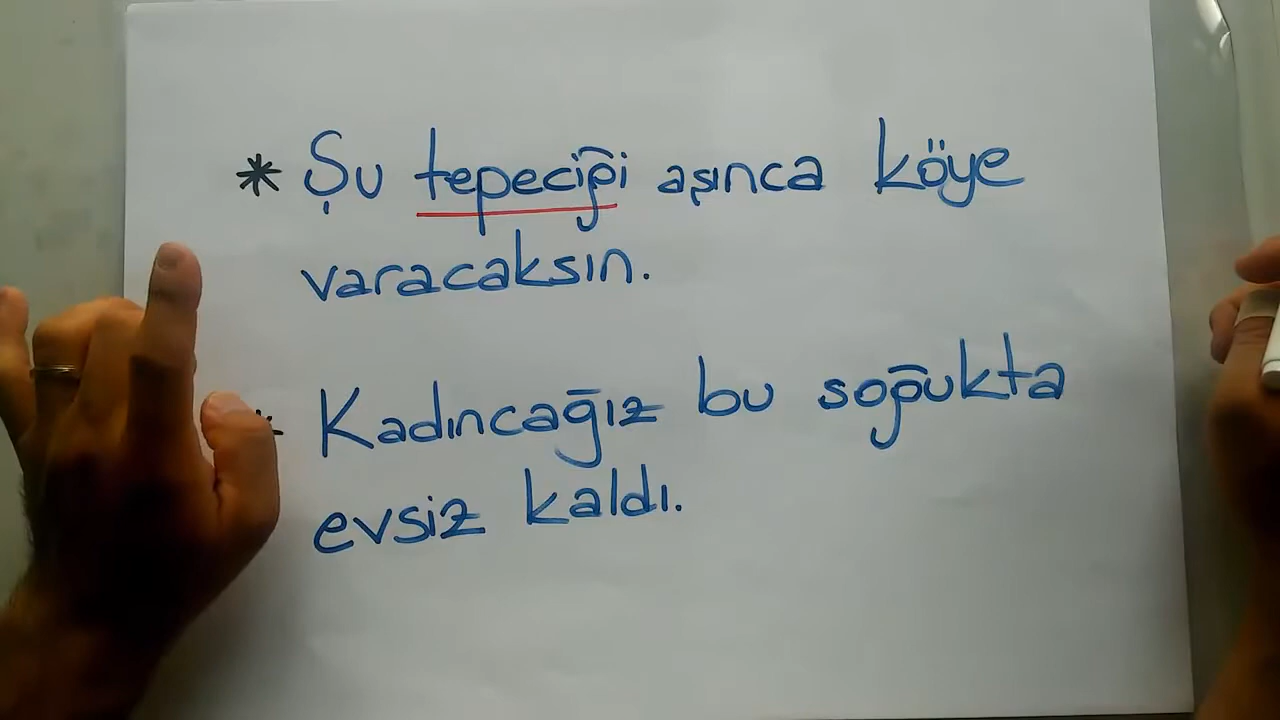 * Şu tepeciği aşınca köye
varacaksın.
* Kadıncağız bu soğukta
evsiz kaldı.